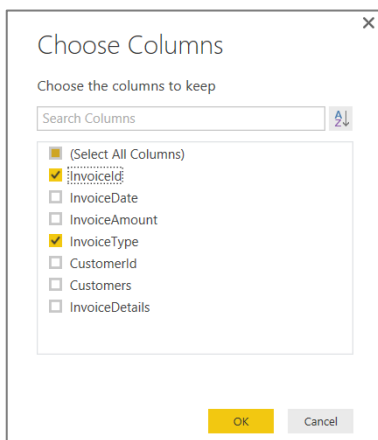 Choose Columns
Choose the columns to keep
Search Columns
(Select All Columns)
InvoiceId
InvoiceDate
InvoiceAmount
InvoiceType
CustomerId
Customers
InvoiceDetails
OK Cancel